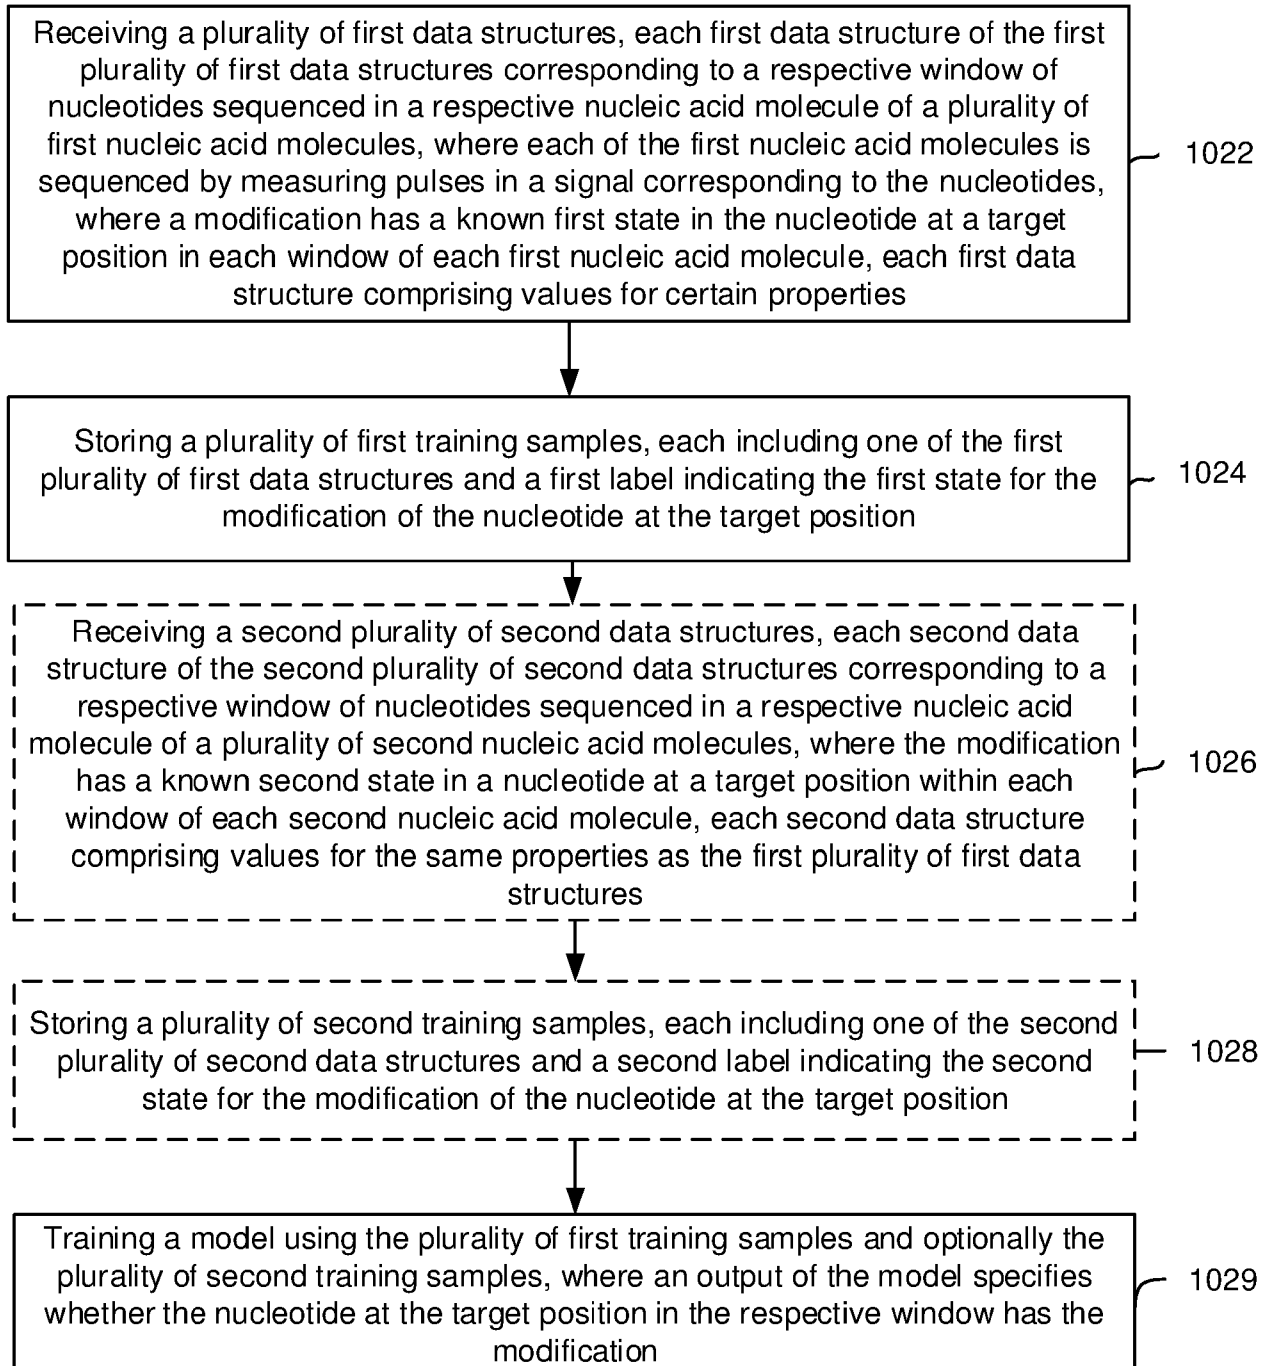 Receiving a plurality of first data structures, each first data structure of the first
plurality of first data structures corresponding to a respective window of
nucleotides sequenced in a respective nucleic acid molecule of a plurality of
first nucleic acid molecules, where each of the first nucleic acid molecules is
sequenced by measuring pulses in a signal corresponding to the nucleotides,
where a modification has a known first state in the nucleotide at a target
position in each window of each first nucleic acid molecule, each first data
structure comprising values for certain properties
1022
Storing a plurality of first training samples, each including one of the first
plurality of first data structures and a first label indicating the first state for the
modification of the nucleotide at the target position
1024
Receiving a second plurality of second data structures, each second data
structure of the second plurality of second data structures corresponding to a
respective window of nucleotides sequenced in a respective nucleic acid
molecule of a plurality of second nucleic acid molecules, where the modification
has a known second state in a nucleotide at a target position within each
window of each second nucleic acid molecule, each second data structure
comprising values for the same properties as the first plurality of first data
structures
1026
Storing a plurality of second training samples, each including one of the second
plurality of second data structures and a second label indicating the second
state for the modification of the nucleotide at the target position
1028
Training a model using the plurality of first training samples and optionally the
plurality of second training samples, where an output of the model specifies
whether the nucleotide at the target position in the respective window has the
modification
1029